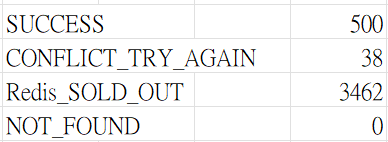 SUCCESS 500
CONFLICT_TRY_AGAIN 38
Redis_SOLD_OUT 3462
NOT_FOUND 0